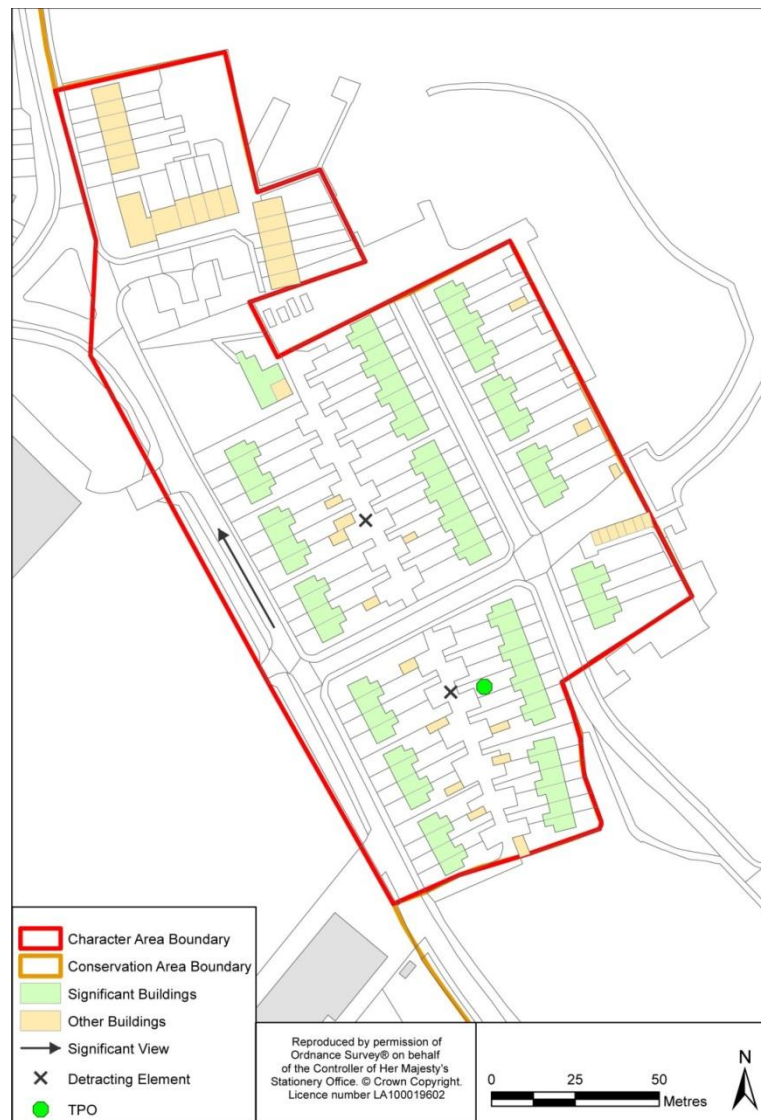 Character Area Boundary
Conservation Area Boundary
Significant Buildings
Other Buildings
Significant View
Detracting Element
TPO
Reproduced by permission of
Ordnance Survey® on behalf
of the Controller of Her Majesty's
Stationery Office. © Crown Copyright.
Licence number LA100019602
N
0 25 50
Metres